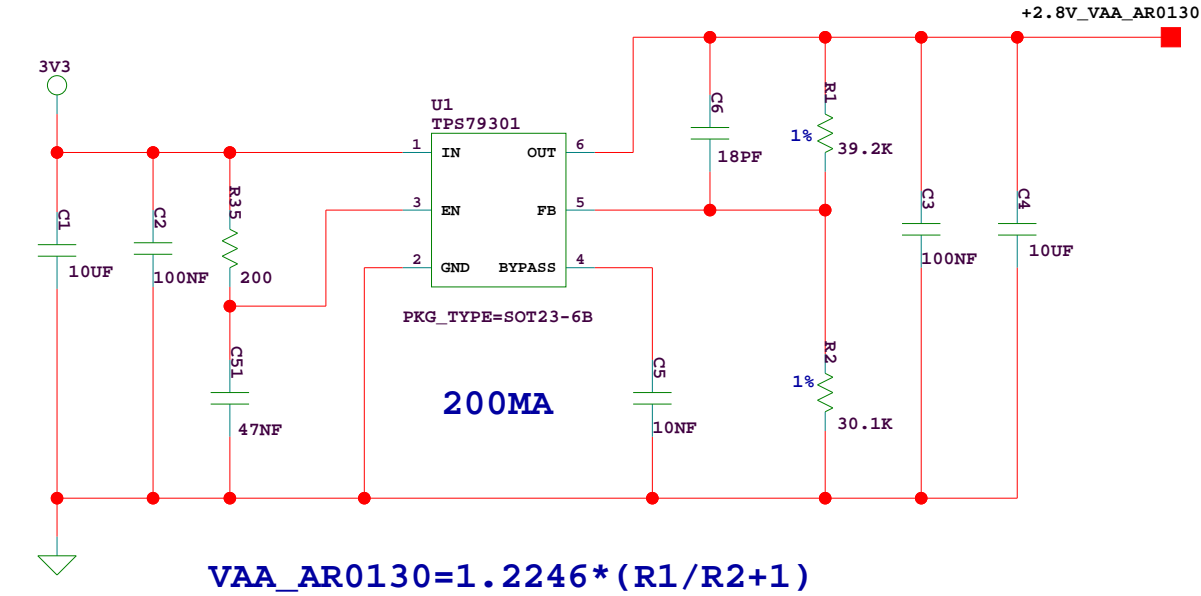 +2.8V_VAA_AR0130
3V3
U1
TPS79301
1 IN OUT 6
3 EN FB 5
2 GND BYPASS 4
PKG_TYPE=SOT23-6B
C1
10UF
C2
100NF
R35
200
C51
47NF
C6
18PF
R1
1%
39.2K
C3
100NF
C4
10UF
C5
10NF
R2
1%
30.1K
200MA
VAA_AR0130=1.2246*(R1/R2+1)